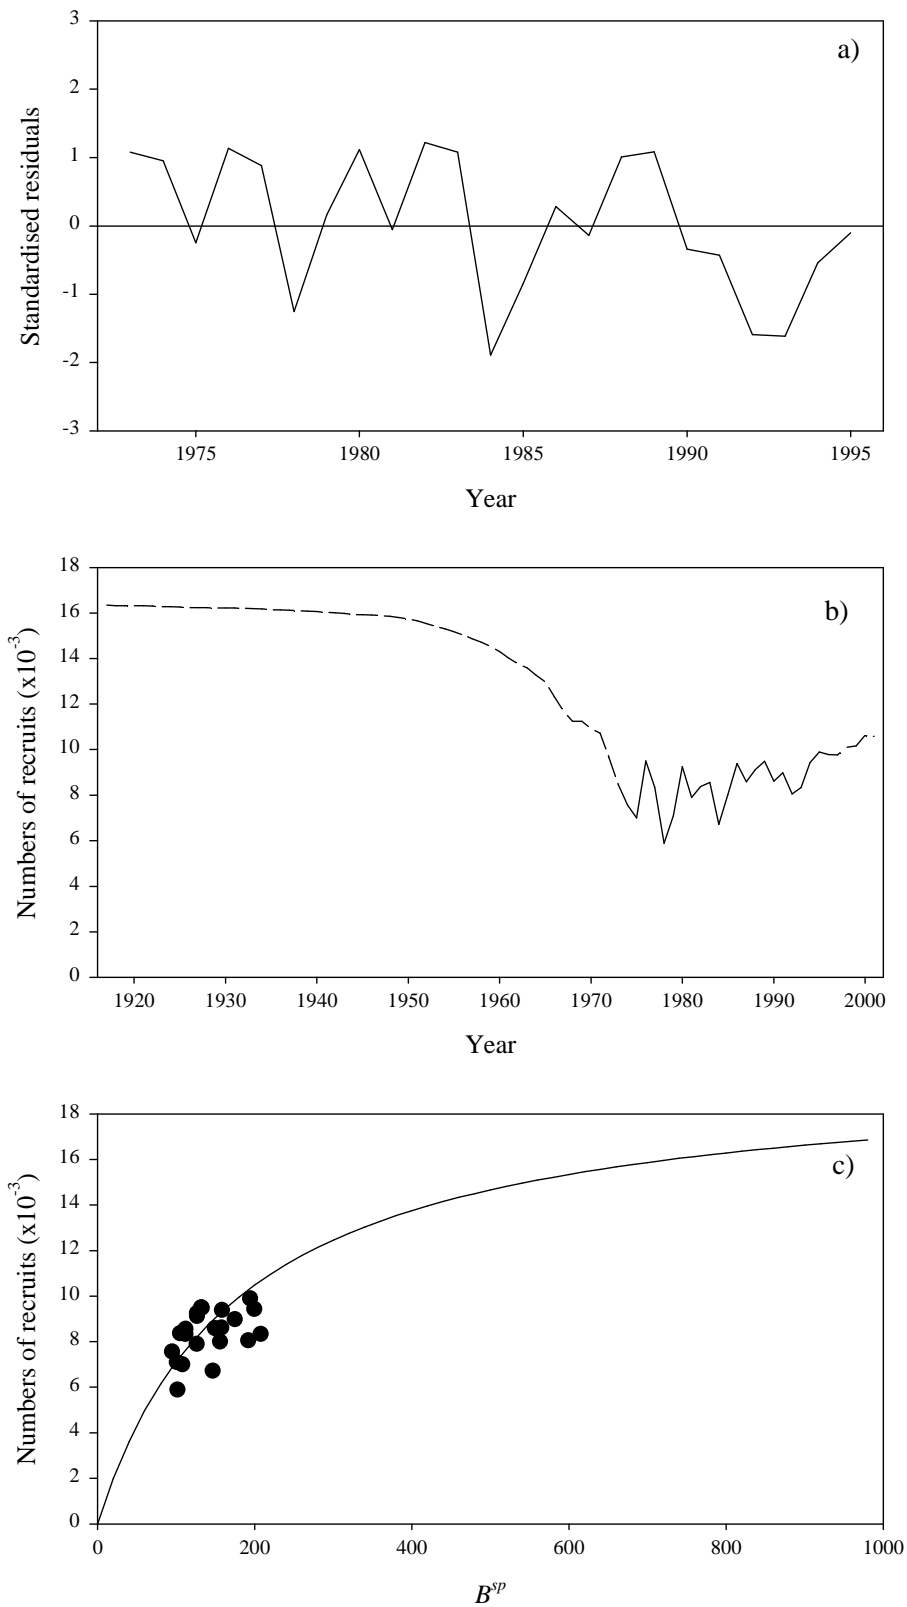 3
a)
2
1
0
-1
-2
-3
Standardised residuals
1975 1980 1985 1990 1995
Year
18
b)
16
14
12
10
8
6
4
2
0
Numbers of recruits (x10-3)
1920 1930 1940 1950 1960 1970 1980 1990 2000
Year
18
c)
16
14
12
10
8
6
4
2
0
Numbers of recruits (x10-3)
0 200 400 600 800 1000
Bsp